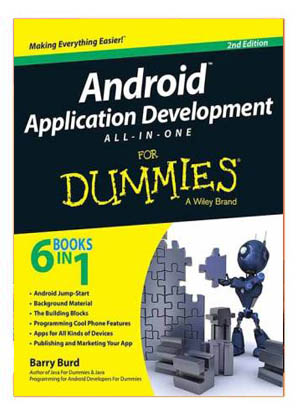 Making Everything Easier!™
2nd Edition
Android™
Application Development
ALL-IN-ONE
FOR
DUMMIES®
A Wiley Brand
6 BOOKS
IN 1
• Android Jump-Start
• Background Material
• The Building Blocks
• Programming Cool Phone Features
• Apps for All Kinds of Devices
• Publishing and Marketing Your App
Barry Burd
Author of Java For Dummies & Java
Programming for Android Developers For Dummies